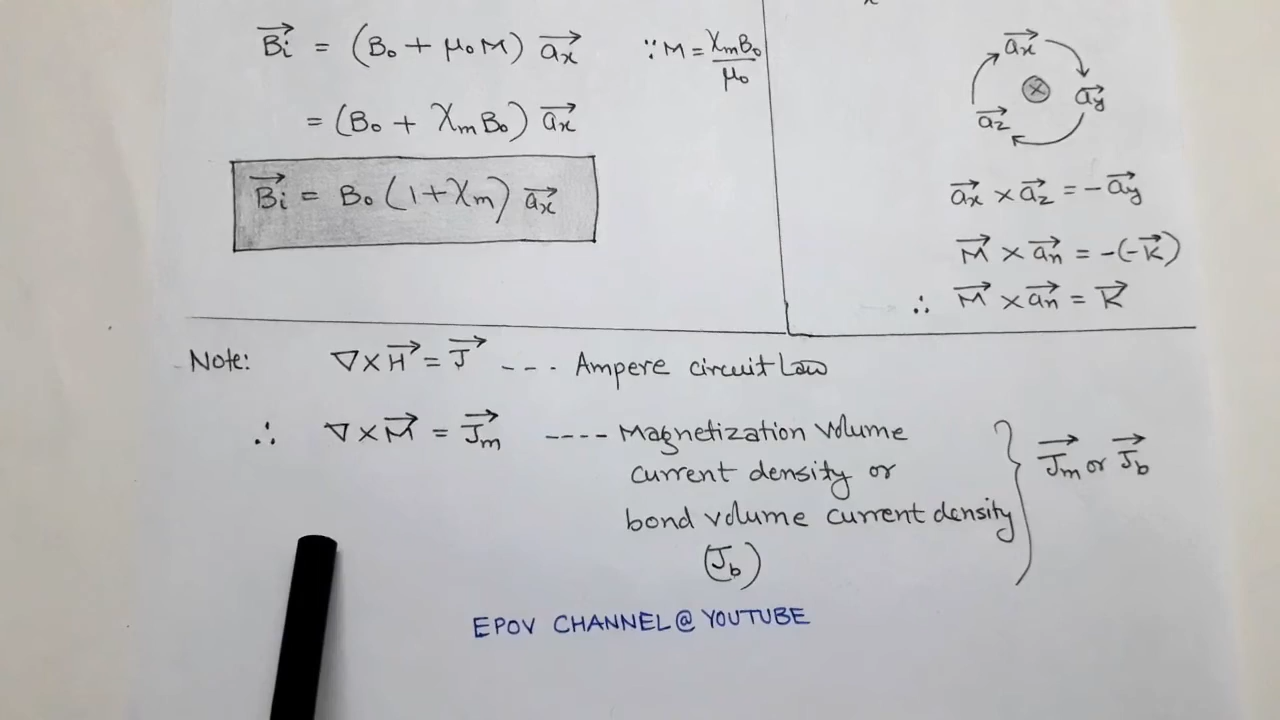 →Bi = (B₀ + μ₀M) →ax ∵ M = χmB₀/μ₀
= (B₀ + χmB₀) →ax
→Bi = B₀ (1+χm) →ax
→ax
→ay
→az
→ax × →az = -→ay
→M × →an = -(-→K)
∴ →M × →an = →K
Note: ∇×→H = →J --- Ampere circuit Law
∴ ∇×→M = →Jm ---- Magnetization Volume
current density or
bond volume current density
(Jb)
→Jm or →Jb
EPOV CHANNEL@YOUTUBE